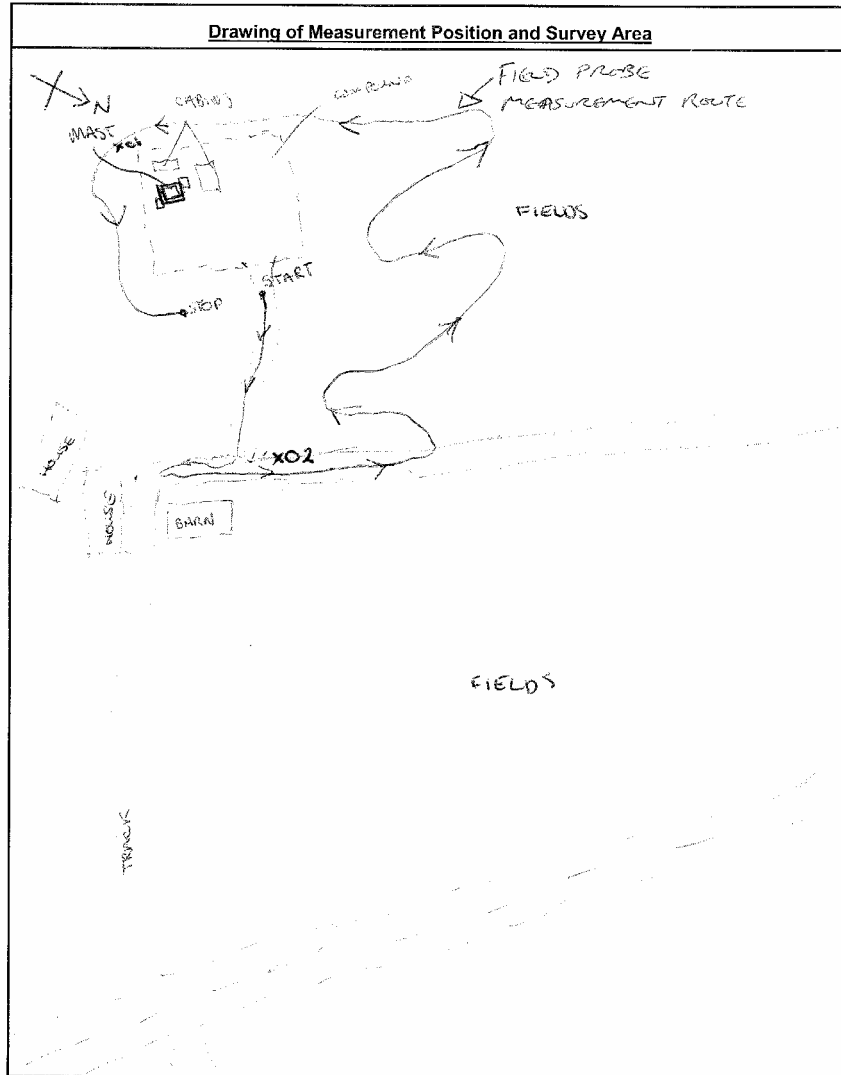 Drawing of Measurement Position and Survey Area
FIELD PROBE
MEASUREMENT ROUTE
N
CABINS
COMPOUND
MAST
X01
FIELDS
START
STOP
HOUSE
X02
HOUSE
BARN
FIELDS
TRACK